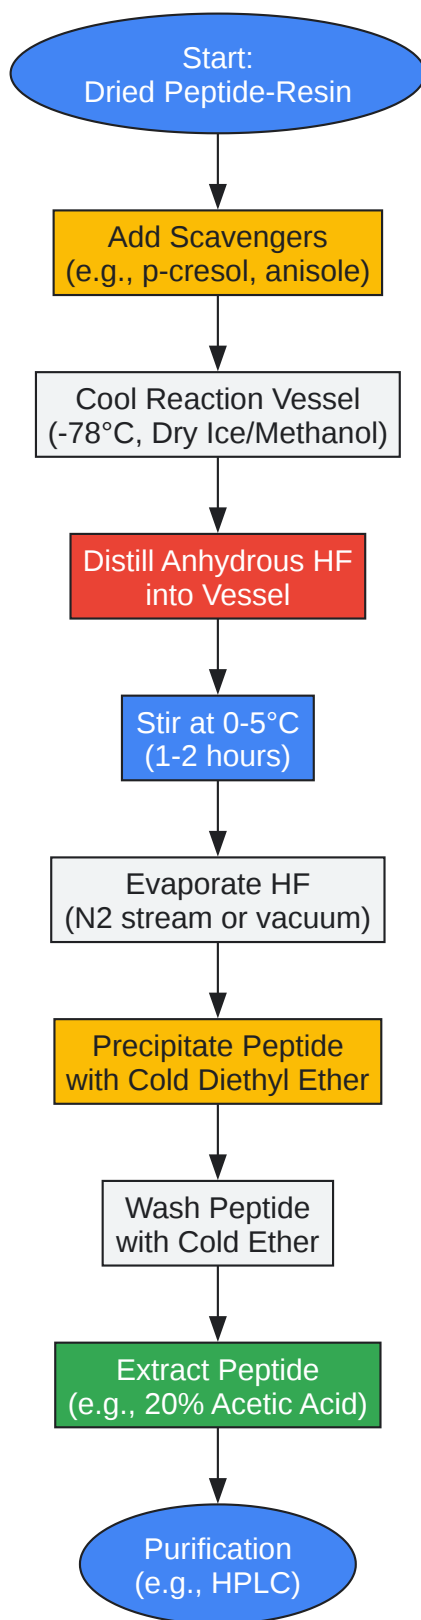 Start:
Dried Peptide-Resin
Add Scavengers
(e.g., p-cresol, anisole)
Cool Reaction Vessel
(-78°C, Dry Ice/Methanol)
Distill Anhydrous HF
into Vessel
Stir at 0-5°C
(1-2 hours)
Evaporate HF
(N2 stream or vacuum)
Precipitate Peptide
with Cold Diethyl Ether
Wash Peptide
with Cold Ether
Extract Peptide
(e.g., 20% Acetic Acid)
Purification
(e.g., HPLC)